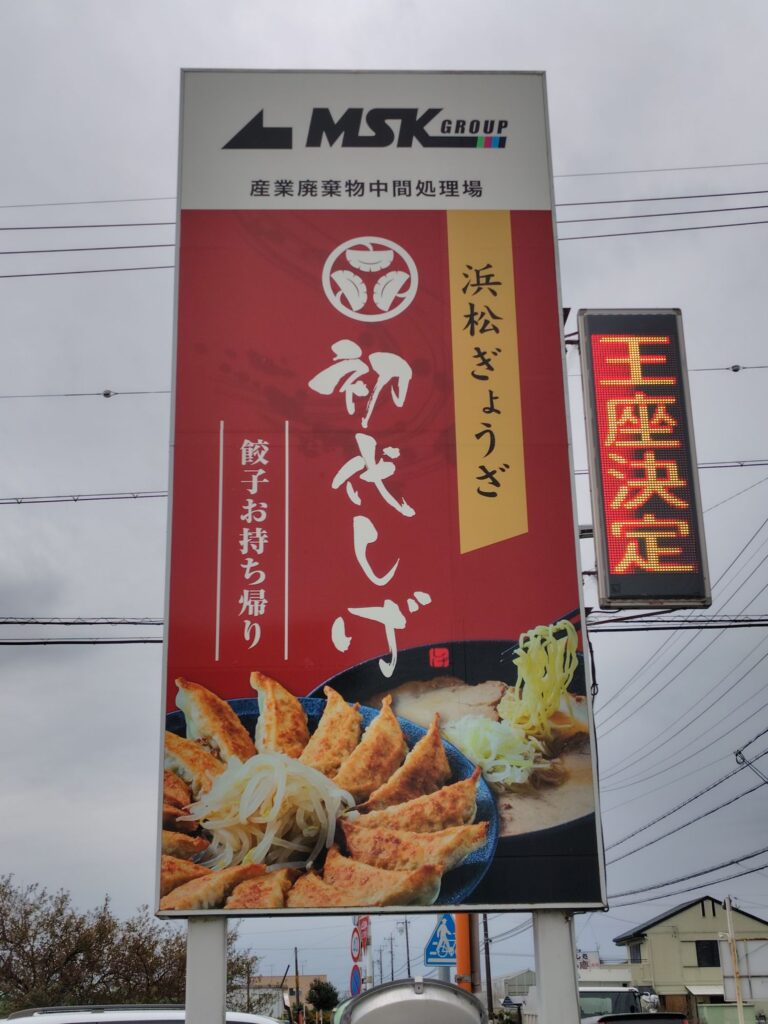 MSK GROUP
産業廃棄物中間処理場
浜松ぎょうざ
初代しげ
餃子お持ち帰り
王座決定